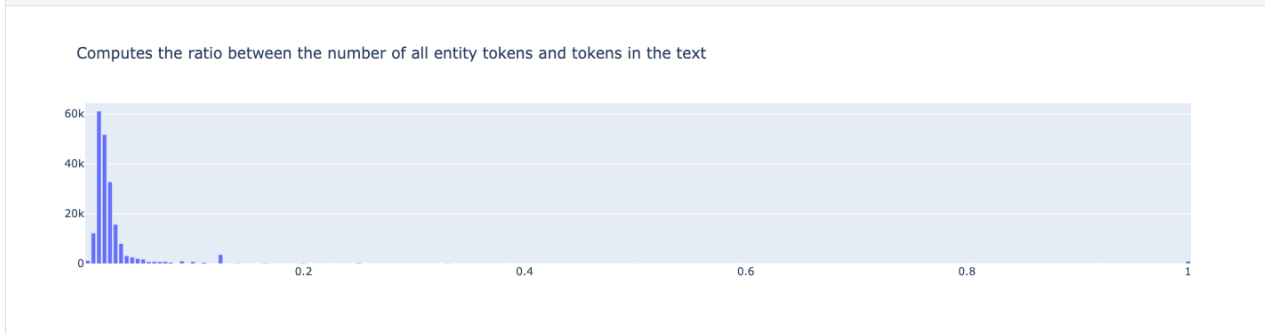 Computes the ratio between the number of all entity tokens and tokens in the text
60k
40k
20k
0
0.2
0.4
0.6
0.8
1